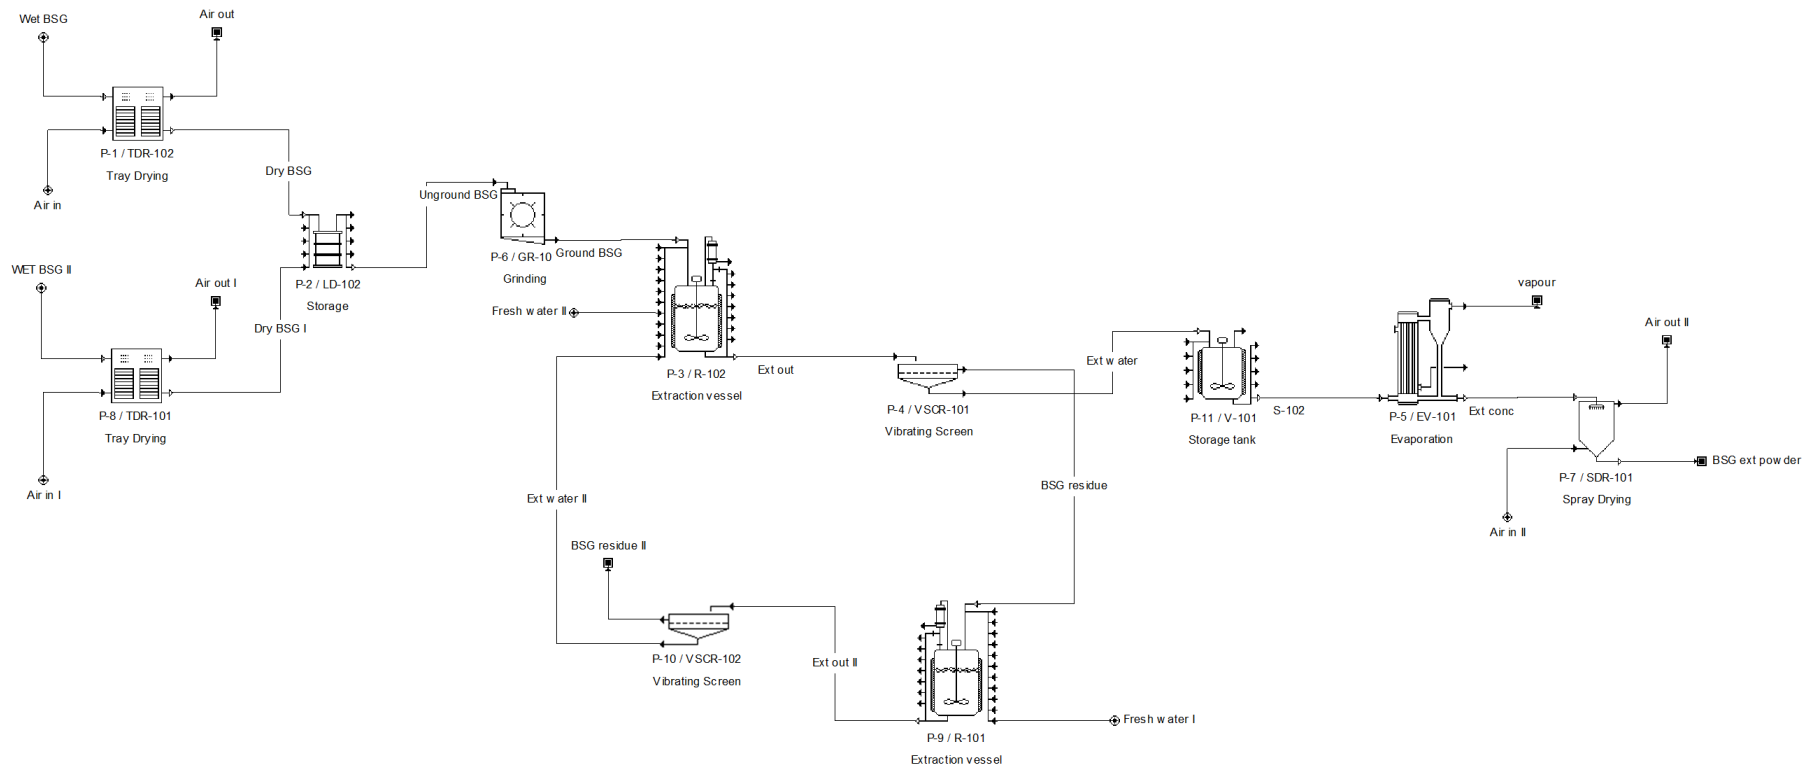 Wet BSG
Air out
P-1 / TDR-102
Tray Drying
Air in
Dry BSG
WET BSG II
Air out I
Dry BSG I
P-8 / TDR-101
Tray Drying
Air in I
P-2 / LD-102
Storage
Unground BSG
P-6 / GR-10
Grinding
Ground BSG
Fresh water II
P-3 / R-102
Extraction vessel
Ext out
P-4 / VSCR-101
Vibrating Screen
Ext water
P-11 / V-101
Storage tank
S-102
vapour
P-5 / EV-101
Evaporation
Ext conc
Air out II
P-7 / SDR-101
Spray Drying
BSG ext powder
Air in II
BSG residue
Ext water II
BSG residue II
P-10 / VSCR-102
Vibrating Screen
Ext out II
P-9 / R-101
Extraction vessel
Fresh water I